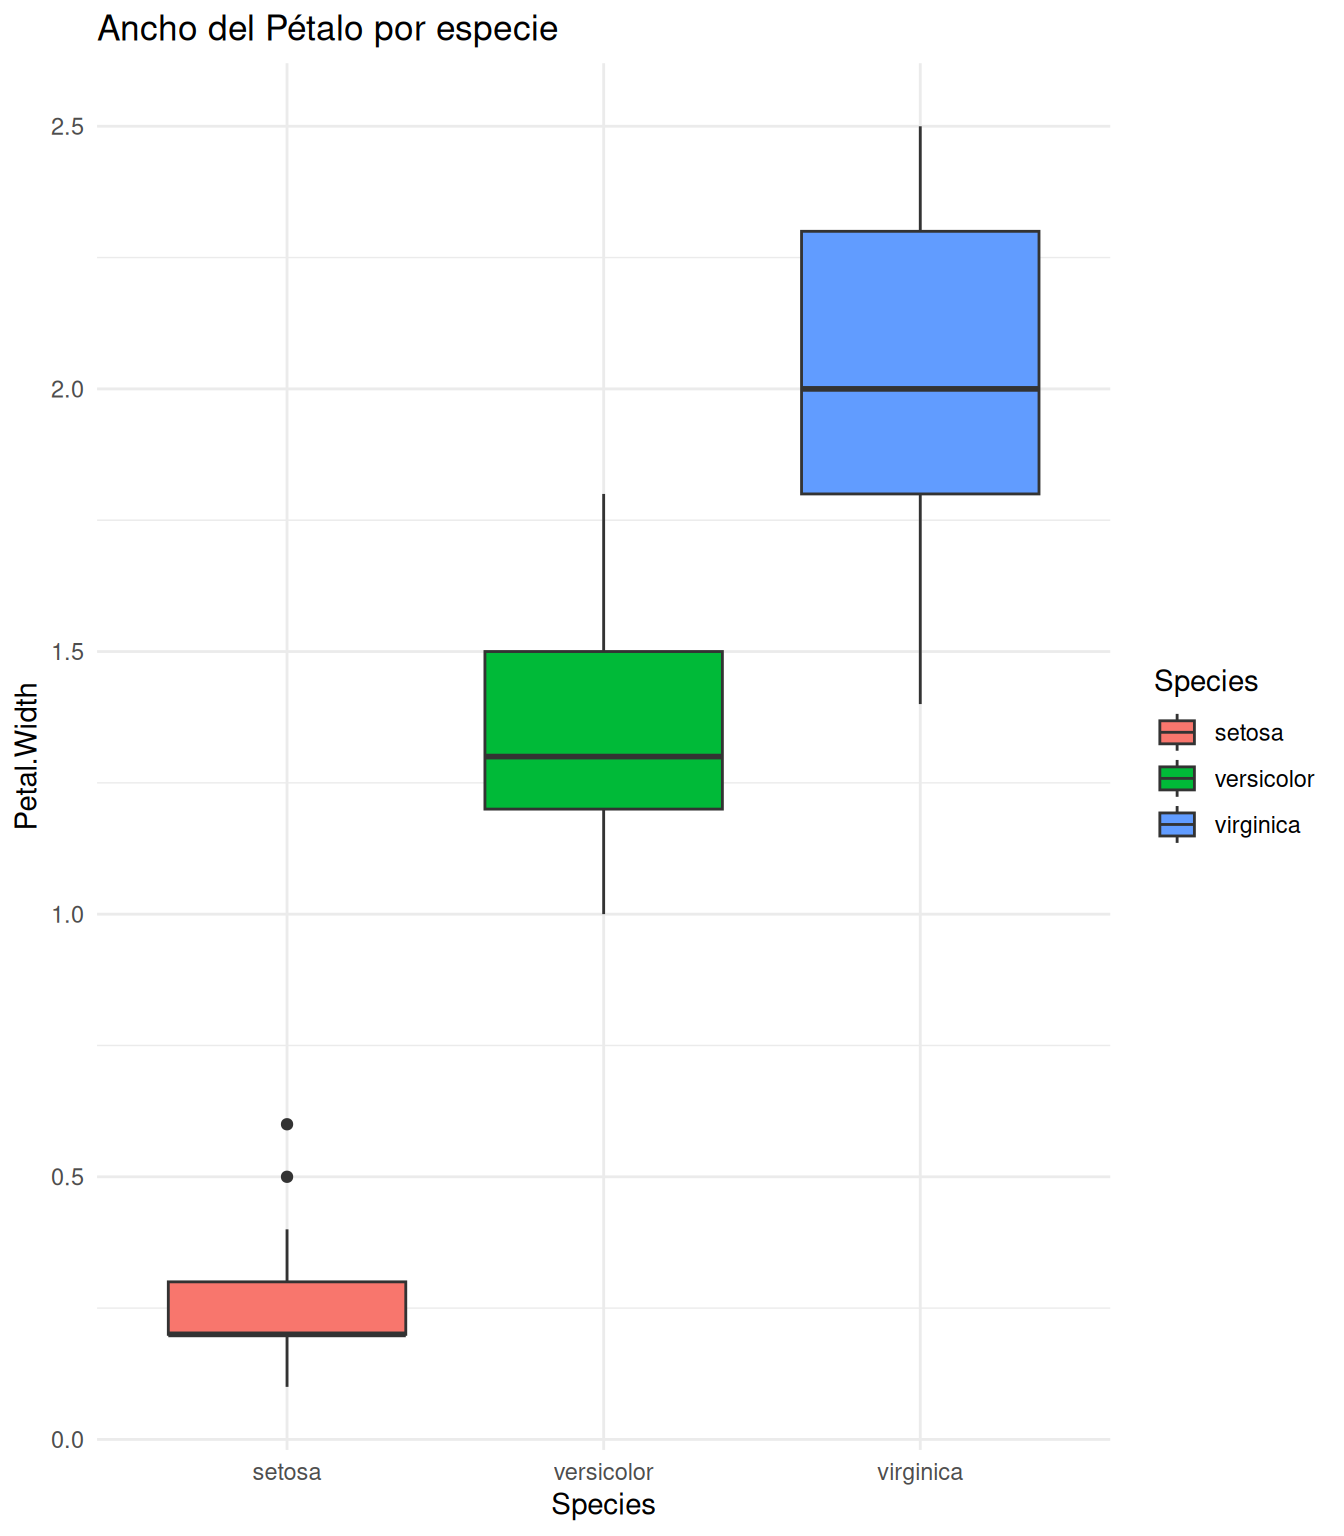 Ancho del Pétalo por especie
2.5
2.0
1.5
1.0
0.5
0.0
Petal.Width
setosa
versicolor
virginica
Species
Species
setosa
versicolor
virginica